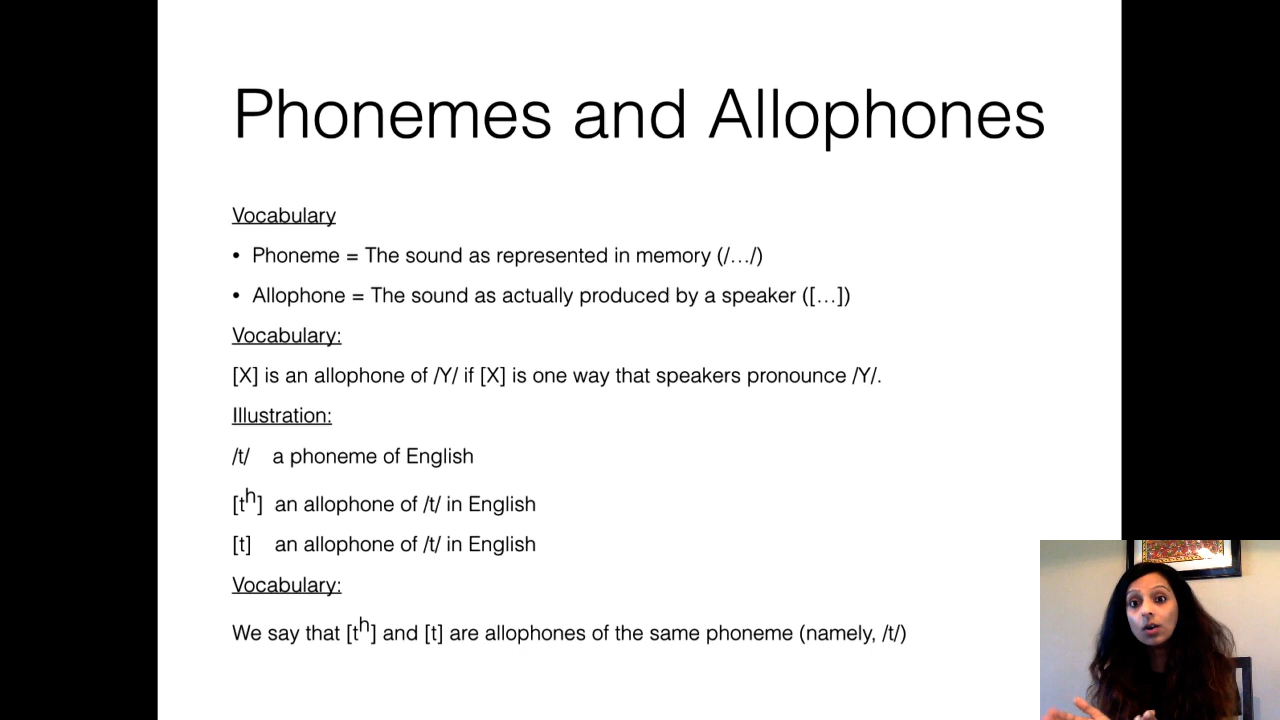 Phonemes and Allophones
Vocabulary
• Phoneme = The sound as represented in memory (/…/)
• Allophone = The sound as actually produced by a speaker ([…])
Vocabulary:
[X] is an allophone of /Y/ if [X] is one way that speakers pronounce /Y/.
Illustration:
/t/ a phoneme of English
[tʰ] an allophone of /t/ in English
[t] an allophone of /t/ in English
Vocabulary:
We say that [tʰ] and [t] are allophones of the same phoneme (namely, /t/)